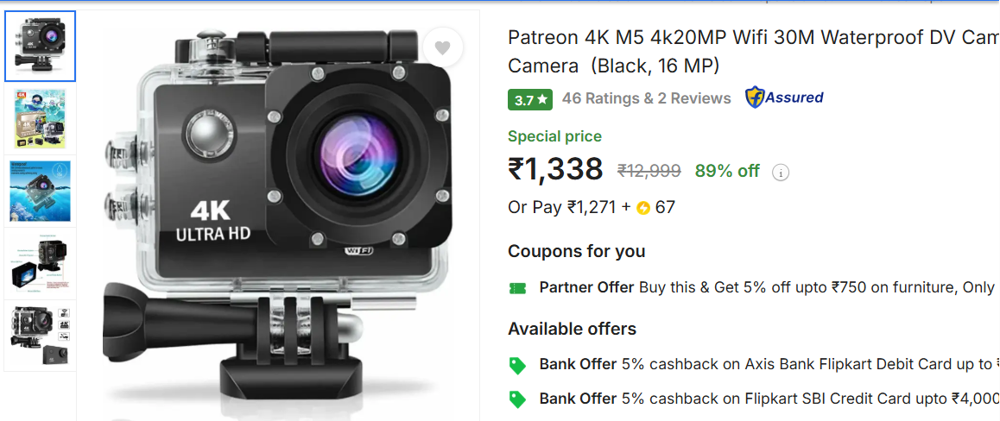 Patreon 4K M5 4k20MP Wifi 30M Waterproof DV Cam
Camera (Black, 16 MP)
3.7 ★ 46 Ratings & 2 Reviews Assured
Special price
₹1,338 ₹12,999 89% off
Or Pay ₹1,271 + 67
Coupons for you
Partner Offer Buy this & Get 5% off upto ₹750 on furniture, Only
Available offers
Bank Offer 5% cashback on Axis Bank Flipkart Debit Card up to
Bank Offer 5% cashback on Flipkart SBI Credit Card upto ₹4,000
4K
ULTRA HD
WiFi